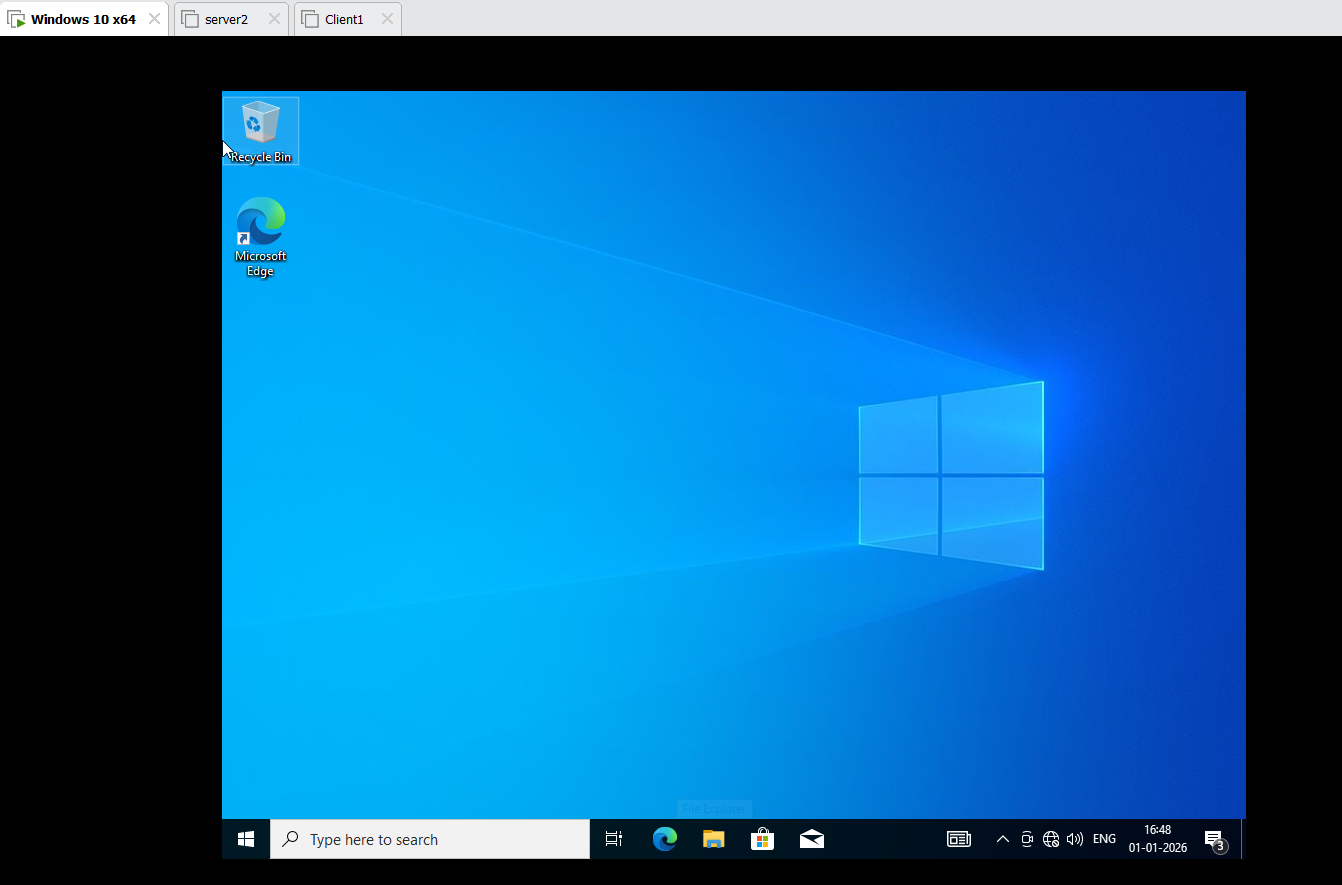 Windows 10 x64
server2
Client1
Recycle Bin
Microsoft
Edge
File Explorer
Type here to search
ENG
16:48
01-01-2026
3